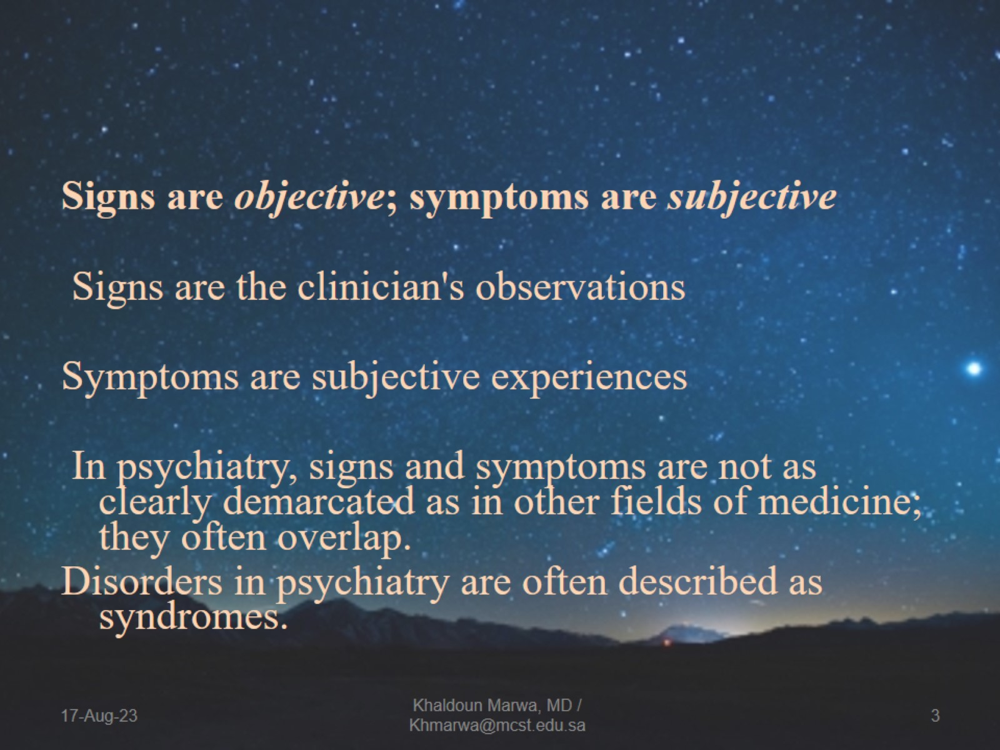 Signs are objective; symptoms are subjective
Signs are the clinician's observations
Symptoms are subjective experiences
In psychiatry, signs and symptoms are not as
clearly demarcated as in other fields of medicine;
they often overlap.
Disorders in psychiatry are often described as
syndromes.
17-Aug-23
Khaldoun Marwa, MD /
Khmarwa@mcst.edu.sa
3